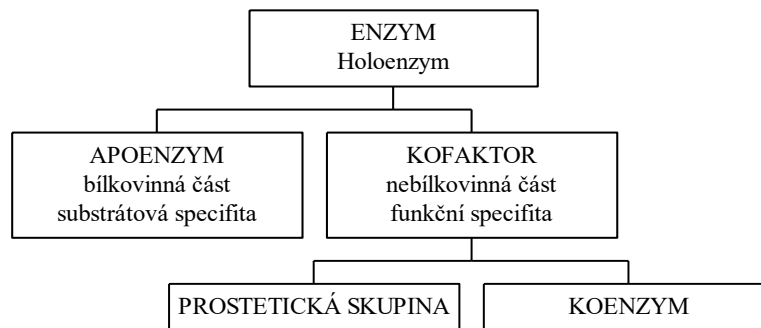 ENZYM
Holoenzym
APOENZYM
bílkovinná část
substrátová specifita
KOFAKTOR
nebílkovinná část
funkční specifita
PROSTETICKÁ SKUPINA
KOENZYM